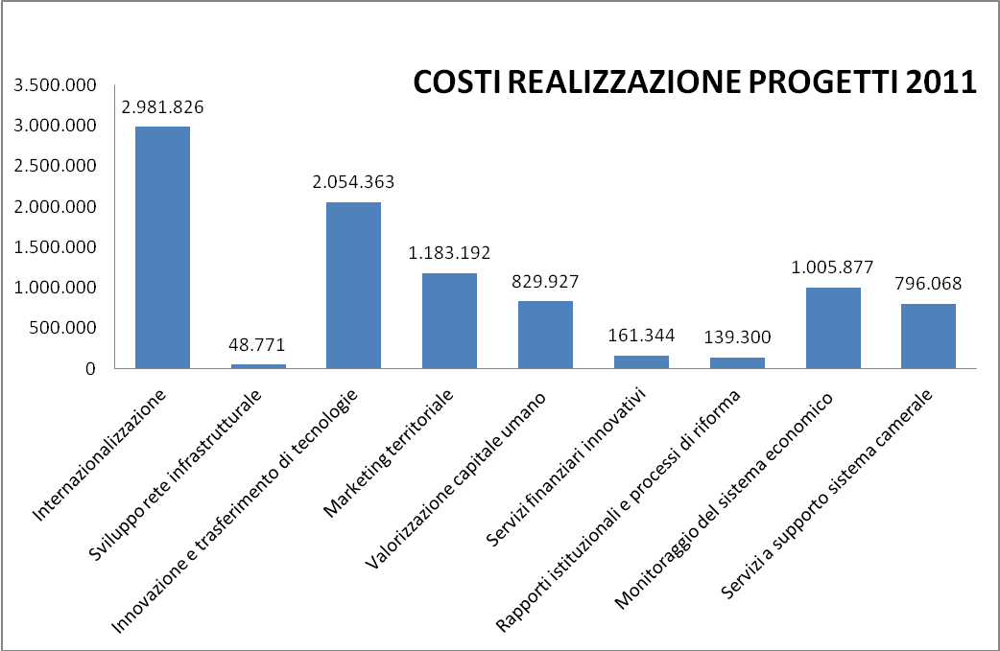 COSTI REALIZZAZIONE PROGETTI 2011
3.500.000
3.000.000
2.500.000
2.000.000
1.500.000
1.000.000
500.000
0
2.981.826
48.771
2.054.363
1.183.192
829.927
161.344
139.300
1.005.877
796.068
Internazionalizzazione
Sviluppo rete infrastrutturale
Innovazione e trasferimento di tecnologie
Marketing territoriale
Valorizzazione capitale umano
Servizi finanziari innovativi
Rapporti istituzionali e processi di riforma
Monitoraggio del sistema economico
Servizi a supporto sistema camerale